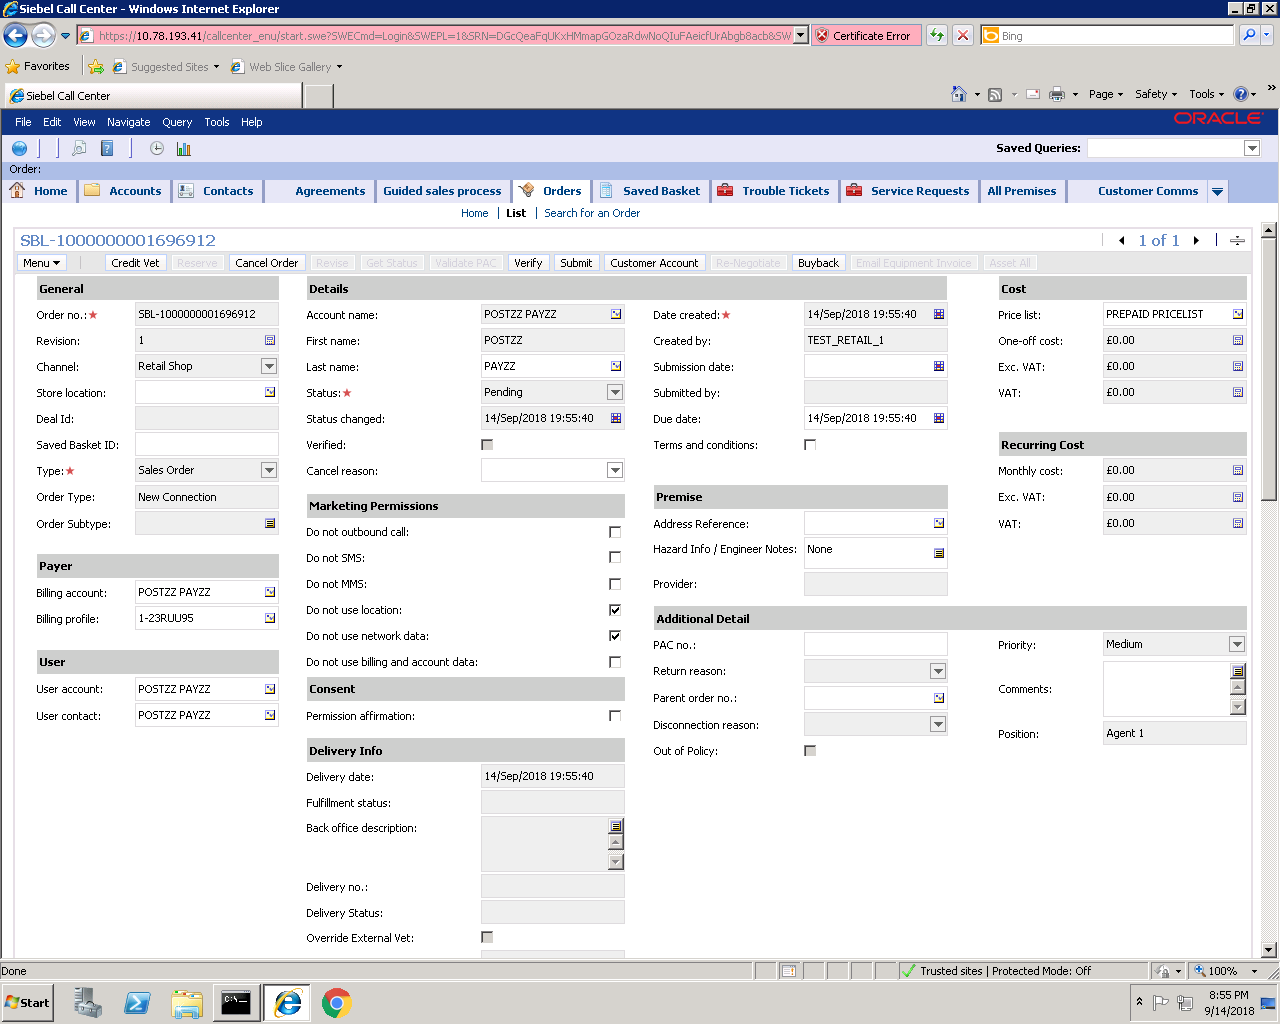 Siebel Call Center - Windows Internet Explorer
https://10.78.193.41/callcenter_enu/start.swe?SWECmd=Login&SWEPL=1&SRN=DGcQeaFqUKxHMmapGOzaRdwNoQIuFAeicfUrAbgb8acb&SW
Certificate Error
Bing
Favorites
Suggested Sites
Web Slice Gallery
Siebel Call Center
Page
Safety
Tools
File Edit View Navigate Query Tools Help
ORACLE
Saved Queries:
Order:
Home
Accounts
Contacts
Agreements
Guided sales process
Orders
Saved Basket
Trouble Tickets
Service Requests
All Premises
Customer Comms
Home | List | Search for an Order
SBL-1000000001696912
1 of 1
Menu
Credit Vet
Reserve
Cancel Order
Revise
Get Status
Validate PAC
Verify
Submit
Customer Account
Re-Negotiate
Buyback
Email Equipment Invoice
Asset All
General
Order no.: SBL-1000000001696912
Revision: 1
Channel: Retail Shop
Store location:
Deal Id:
Saved Basket ID:
Type: Sales Order
Order Type: New Connection
Order Subtype:
Payer
Billing account: POSTZZ PAYZZ
Billing profile: 1-23RUU95
User
User account: POSTZZ PAYZZ
User contact: POSTZZ PAYZZ
Details
Account name: POSTZZ PAYZZ
First name: POSTZZ
Last name: PAYZZ
Status: Pending
Status changed: 14/Sep/2018 19:55:40
Verified:
Cancel reason:
Marketing Permissions
Do not outbound call:
Do not SMS:
Do not MMS:
Do not use location:
Do not use network data:
Do not use billing and account data:
Consent
Permission affirmation:
Delivery Info
Delivery date: 14/Sep/2018 19:55:40
Fulfillment status:
Back office description:
Delivery no.:
Delivery Status:
Override External Vet:
Date created: 14/Sep/2018 19:55:40
Created by: TEST_RETAIL_1
Submission date:
Submitted by:
Due date: 14/Sep/2018 19:55:40
Terms and conditions:
Premise
Address Reference:
Hazard Info / Engineer Notes: None
Provider:
Additional Detail
PAC no.:
Return reason:
Parent order no.:
Disconnection reason:
Out of Policy:
Priority: Medium
Comments:
Position: Agent 1
Cost
Price list: PREPAID PRICELIST
One-off cost: £0.00
Exc. VAT: £0.00
VAT: £0.00
Recurring Cost
Monthly cost: £0.00
Exc. VAT: £0.00
VAT: £0.00
Done
Trusted sites | Protected Mode: Off
100%
Start
C:\
8:55 PM
9/14/2018